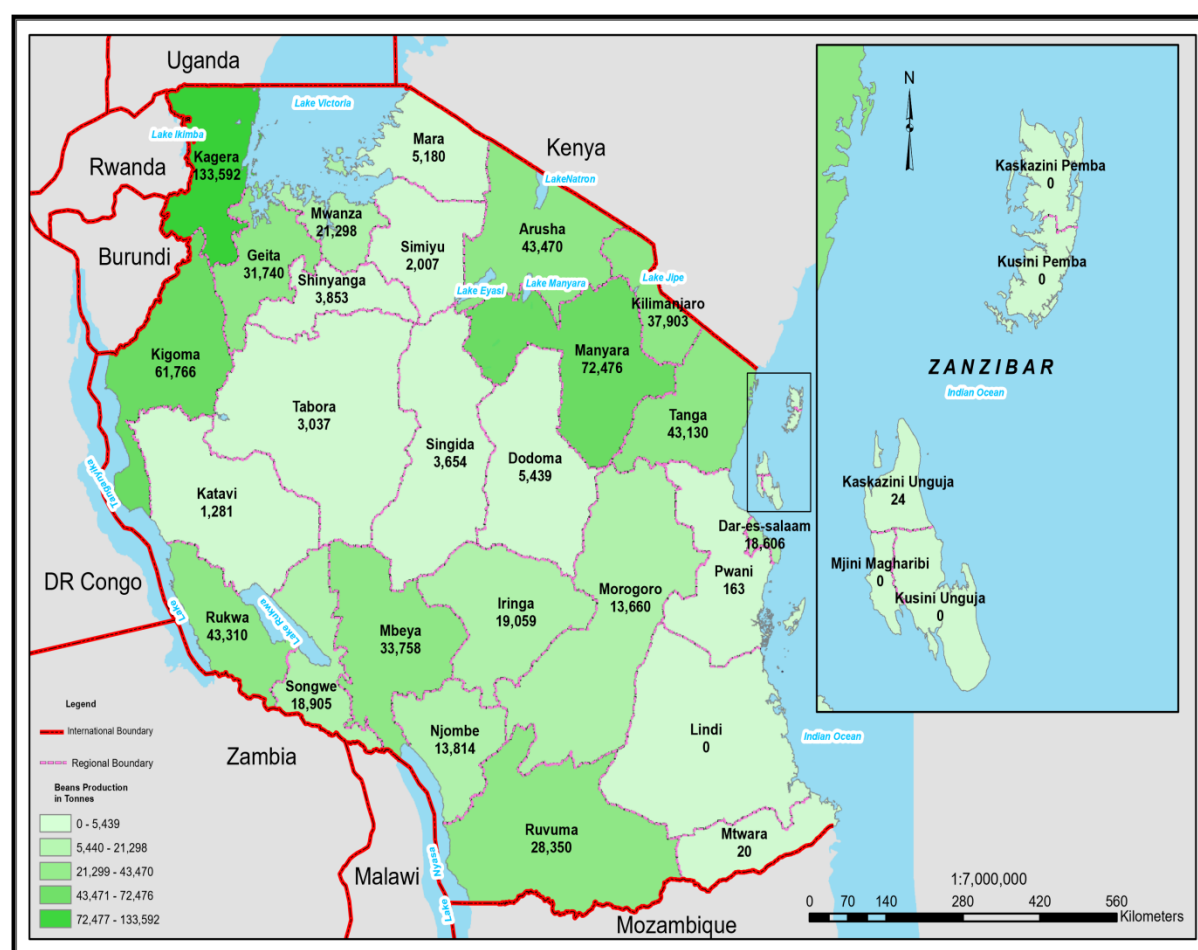 Uganda
Lake Victoria
Lake Ikimba
Kagera
133,592
Rwanda
Burundi
Mara
5,180
Kenya
LakeNatron
Mwanza
21,298
Arusha
43,470
Geita
31,740
Simiyu
2,007
Shinyanga
3,853
Lake Eyasi
Lake Manyara
Lake Jipe
Kilimanjaro
37,903
Kigoma
61,766
Manyara
72,476
Tabora
3,037
Singida
3,654
Dodoma
5,439
Tanga
43,130
Katavi
1,281
Lake Tanganyika
DR Congo
Rukwa
43,310
Lake Rukwa
Mbeya
33,758
Iringa
19,059
Morogoro
13,660
Dar-es-salaam
18,606
Pwani
163
Songwe
18,905
Njombe
13,814
Lindi
0
Indian Ocean
Zambia
Ruvuma
28,350
Mtwara
20
Malawi
Lake Nyasa
Mozambique
N
Kaskazini Pemba
0
Kusini Pemba
0
ZANZIBAR
Indian Ocean
Kaskazini Unguja
24
Mjini Magharibi
0
Kusini Unguja
0
Legend
International Boundary
Regional Boundary
Beans Production
in Tonnes
0 - 5,439
5,440 - 21,298
21,299 - 43,470
43,471 - 72,476
72,477 - 133,592
1:7,000,000
0 70 140 280 420 560
Kilometers